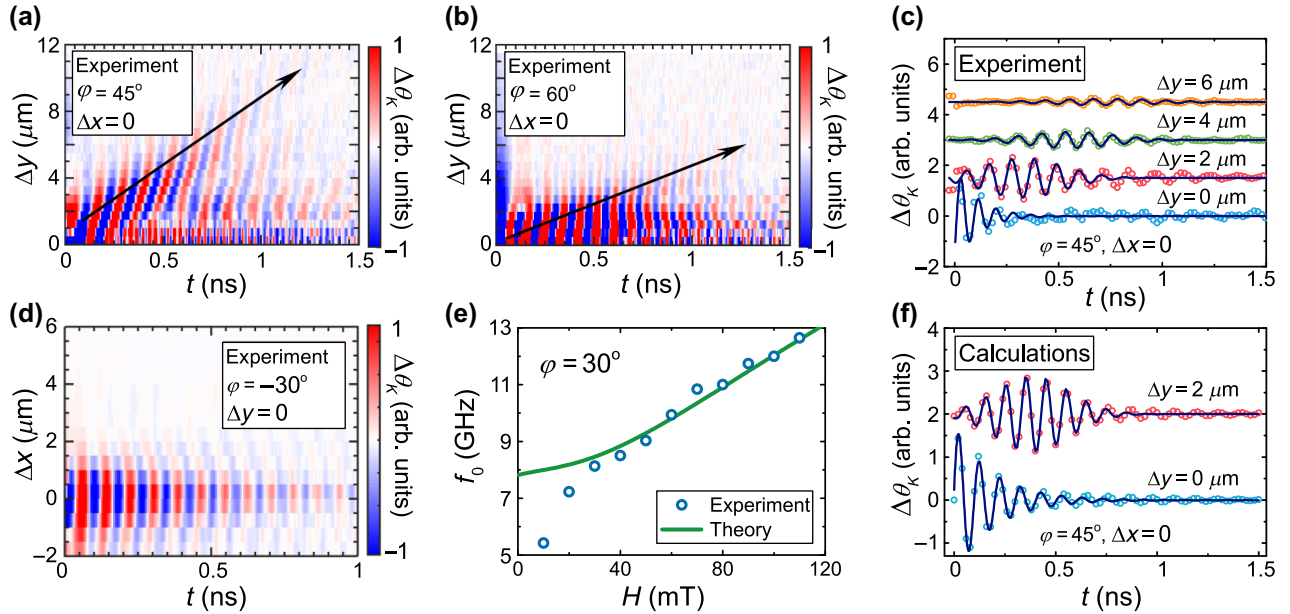 (a)
12
8
4
0
Δy (μm)
Experiment
φ = 45°
Δx = 0
0
0.5
1
1.5
t (ns)
1
−1
Δθ_K (arb. units)
(b)
12
8
4
0
Δy (μm)
Experiment
φ = 60°
Δx = 0
0
0.5
1
1.5
t (ns)
1
−1
Δθ_K (arb. units)
(c)
6
4
2
0
−2
Δθ_K (arb. units)
Experiment
Δy = 6 μm
Δy = 4 μm
Δy = 2 μm
Δy = 0 μm
φ = 45°, Δx = 0
0
0.5
1
1.5
t (ns)
(d)
6
4
2
0
−2
Δx (μm)
Experiment
φ = −30°
Δy = 0
0
0.5
1
t (ns)
1
−1
Δθ_K (arb. units)
(e)
13
11
9
7
5
f_0 (GHz)
φ = 30°
Experiment
Theory
0
40
80
120
H (mT)
(f)
4
3
2
1
0
−1
Δθ_K (arb. units)
Calculations
Δy = 2 μm
Δy = 0 μm
φ = 45°, Δx = 0
0
0.5
1
1.5
t (ns)